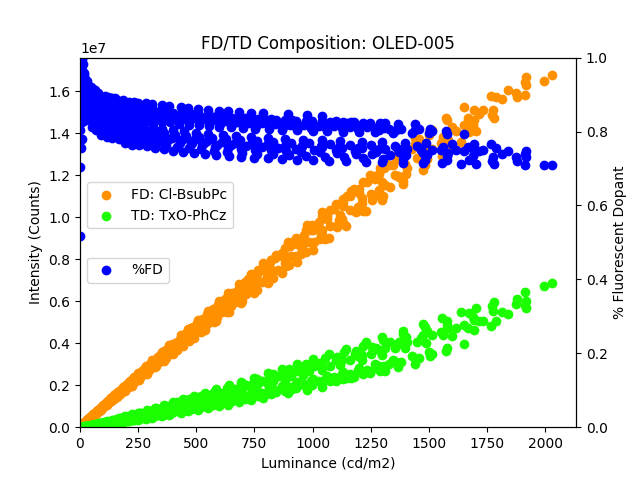 FD/TD Composition: OLED-005
1e7
1.6
1.4
1.2
1.0
0.8
0.6
0.4
0.2
0.0
Intensity (Counts)
FD: Cl-BsubPc
TD: TxO-PhCz
%FD
1.0
0.8
0.6
0.4
0.2
0.0
% Fluorescent Dopant
0 250 500 750 1000 1250 1500 1750 2000
Luminance (cd/m2)